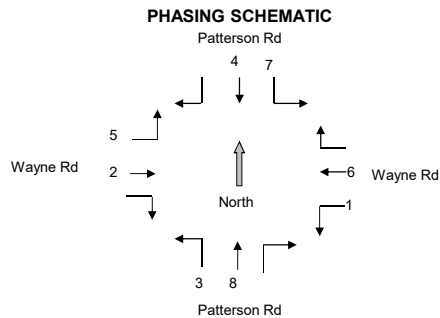 PHASING SCHEMATIC
Patterson Rd
4 7
5
Wayne Rd 2 6 Wayne Rd
North 1
3 8
Patterson Rd